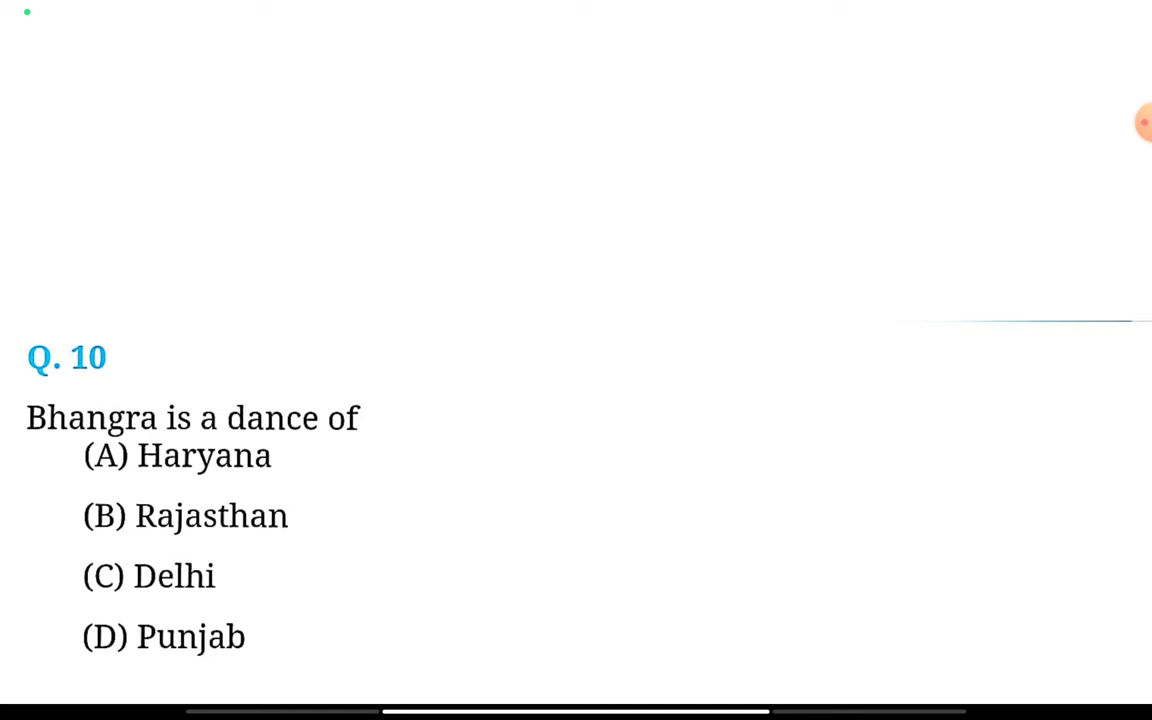 Q. 10
Bhangra is a dance of
(A) Haryana
(B) Rajasthan
(C) Delhi
(D) Punjab